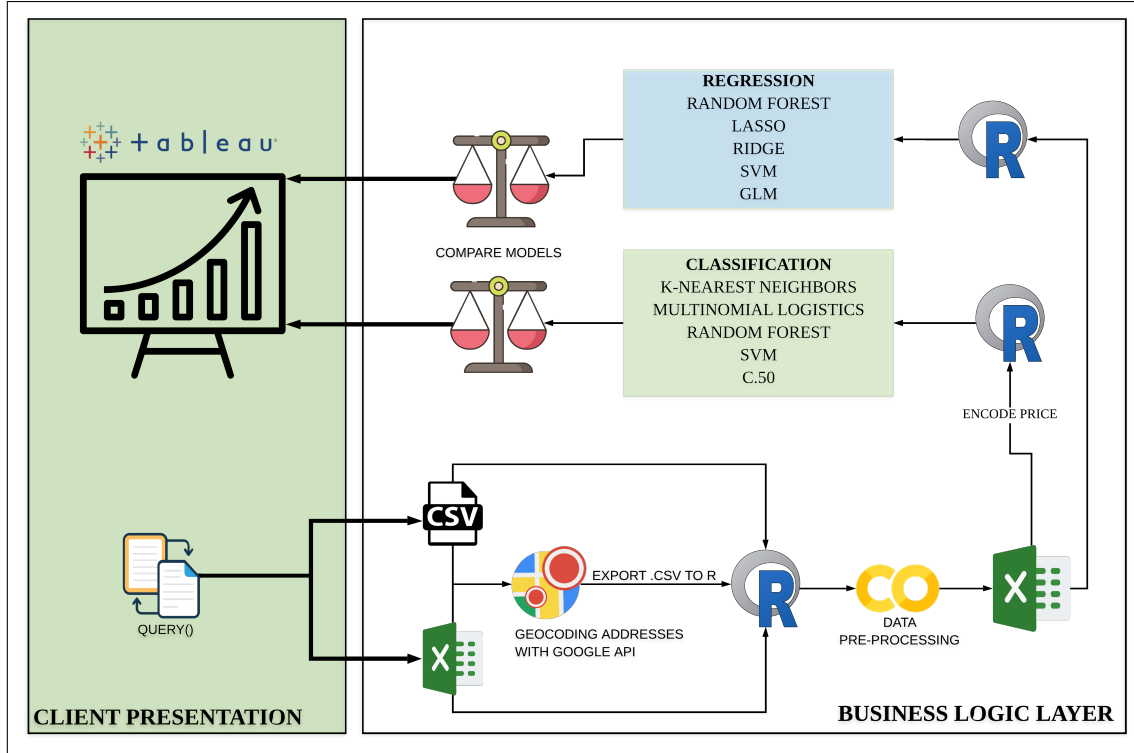 + a b | e a u
REGRESSION
RANDOM FOREST
LASSO
RIDGE
SVM
GLM
R
COMPARE MODELS
CLASSIFICATION
K-NEAREST NEIGHBORS
MULTINOMIAL LOGISTICS
RANDOM FOREST
SVM
C.50
R
ENCODE PRICE
CSV
EXPORT .CSV TO R
R
X
QUERY()
GEOCODING ADDRESSES
WITH GOOGLE API
X
DATA
PRE-PROCESSING
CLIENT PRESENTATION
BUSINESS LOGIC LAYER